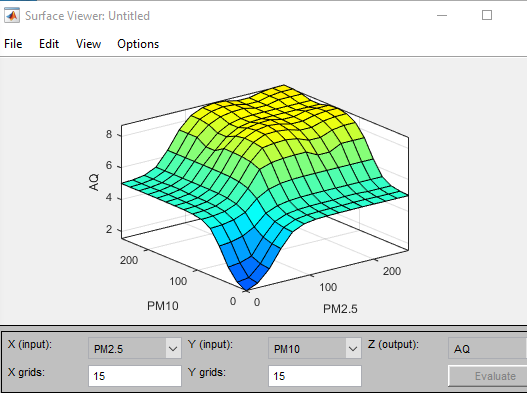 Surface Viewer: Untitled
File Edit View Options
8
6
4
2
AQ
200
100
0
0
100
200
PM10
PM2.5
X (input): PM2.5 Y (input): PM10 Z (output): AQ
X grids: 15 Y grids: 15 Evaluate